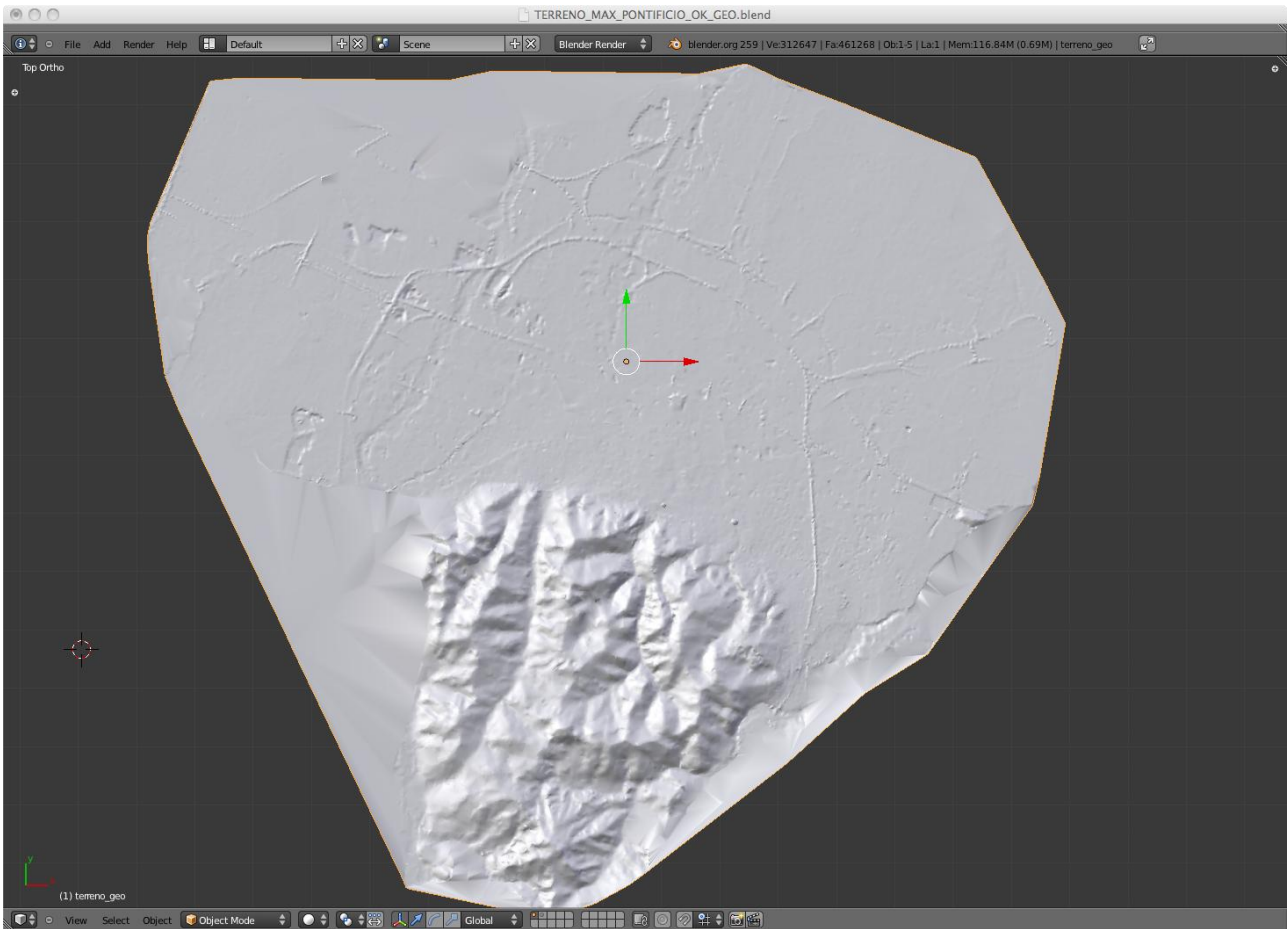 TERRENO_MAX_PONTIFICIO_OK_GEO.blend
File Add Render Help Default Scene Blender Render blender.org 259 | Ve:312647 | Fa:461268 | Ob:1-5 | La:1 | Mem:116.84M (0.69M) | terreno_geo
Top Ortho
y
x
(1) terreno_geo
View Select Object Object Mode Global